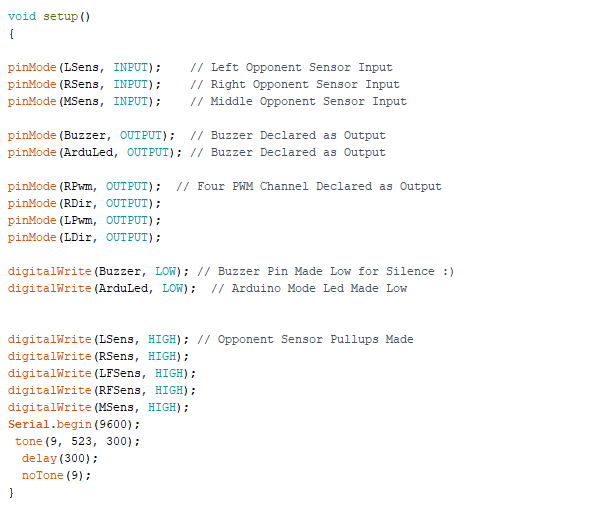 void setup()
{
pinMode(LSens, INPUT);    // Left Opponent Sensor Input
pinMode(RSens, INPUT);    // Right Opponent Sensor Input
pinMode(MSens, INPUT);    // Middle Opponent Sensor Input
pinMode(Buzzer, OUTPUT);  // Buzzer Declared as Output
pinMode(ArduLed, OUTPUT); // Buzzer Declared as Output
pinMode(RPwm, OUTPUT);  // Four PWM Channel Declared as Output
pinMode(RDir, OUTPUT);
pinMode(LPwm, OUTPUT);
pinMode(LDir, OUTPUT);
digitalWrite(Buzzer, LOW); // Buzzer Pin Made Low for Silence :)
digitalWrite(ArduLed, LOW);  // Arduino Mode Led Made Low
digitalWrite(LSens, HIGH); // Opponent Sensor Pullups Made
digitalWrite(RSens, HIGH);
digitalWrite(LFSens, HIGH);
digitalWrite(RFSens, HIGH);
digitalWrite(MSens, HIGH);
Serial.begin(9600);
 tone(9, 523, 300);
  delay(300);
  noTone(9);
}